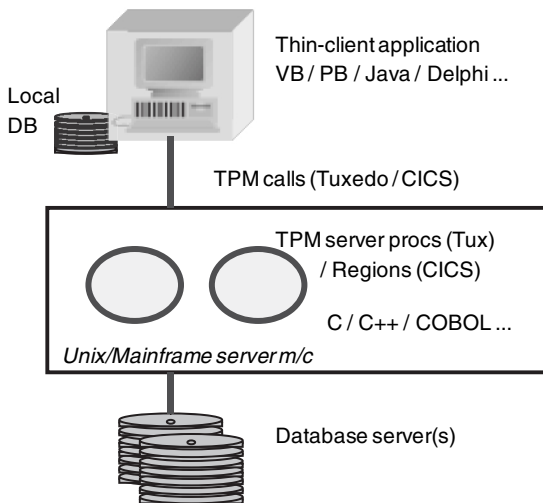 Thin-client application
VB / PB / Java / Delphi ...
Local
DB
TPM calls (Tuxedo / CICS)
TPM server procs (Tux)
/ Regions (CICS)
C / C++ / COBOL ...
Unix/Mainframe server m/c
Database server(s)